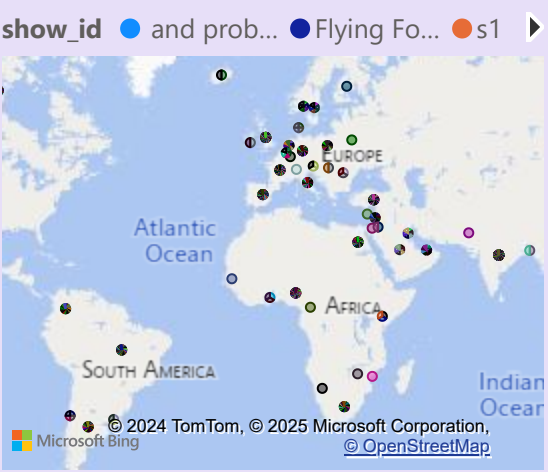 show_id and prob... Flying Fo... s1
EUROPE
Atlantic
Ocean
AFRICA
SOUTH AMERICA
Indian
Ocean
© 2024 TomTom, © 2025 Microsoft Corporation,
Microsoft Bing © OpenStreetMap